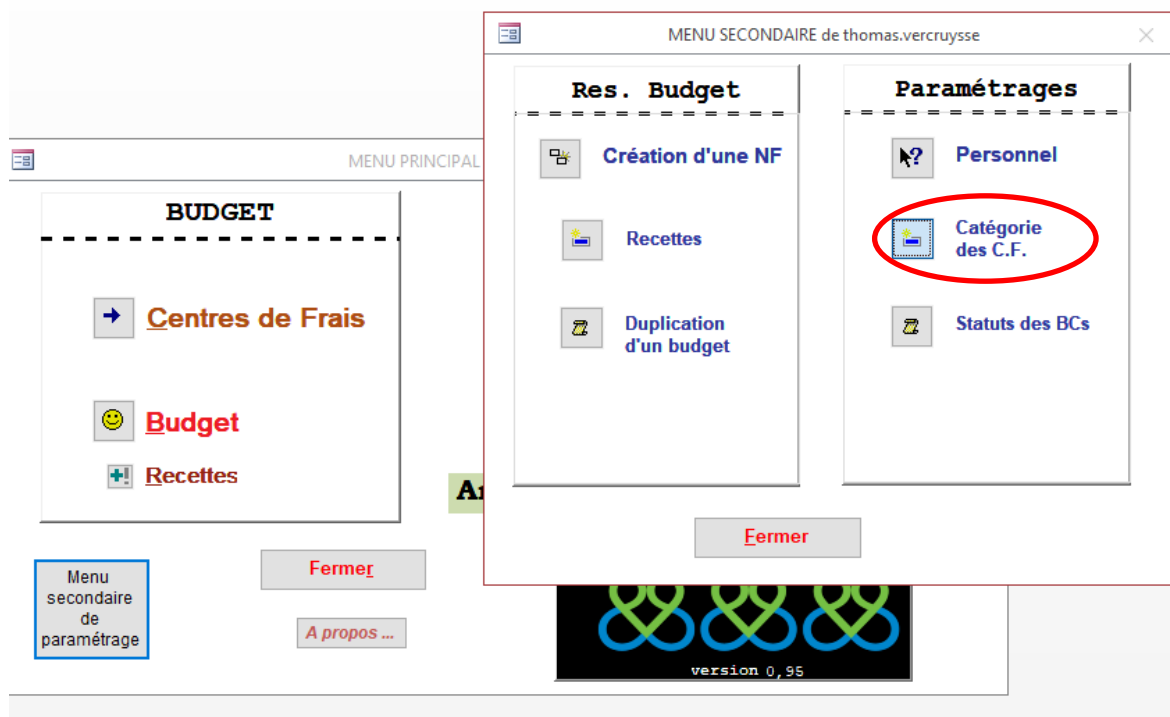 MENU SECONDAIRE de thomas.vercruysse
Res. Budget
Création d'une NF
Recettes
Duplication
d'un budget
Paramétrages
Personnel
Catégorie
des C.F.
Statuts des BCs
Fermer
MENU PRINCIPAL
BUDGET
Centres de Frais
Budget
Recettes
Menu
secondaire
de
paramétrage
Fermer
A propos ...
version 0,95